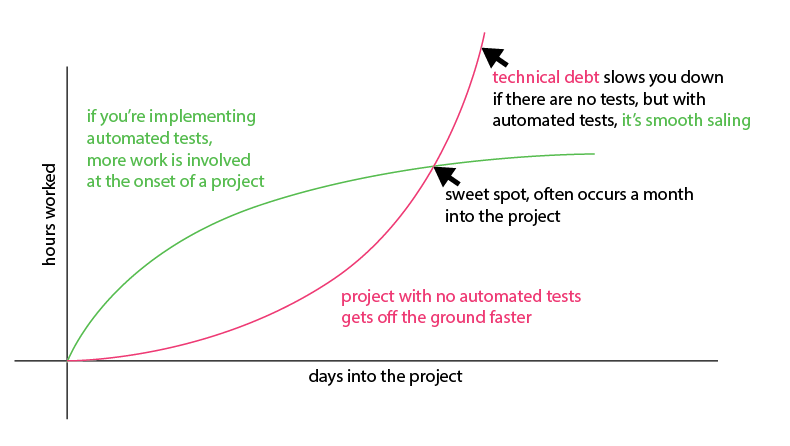 technical debt slows you down
if there are no tests, but with
automated tests, it's smooth saling
if you're implementing
automated tests,
more work is involved
at the onset of a project
hours worked
sweet spot, often occurs a month
into the project
project with no automated tests
gets off the ground faster
days into the project